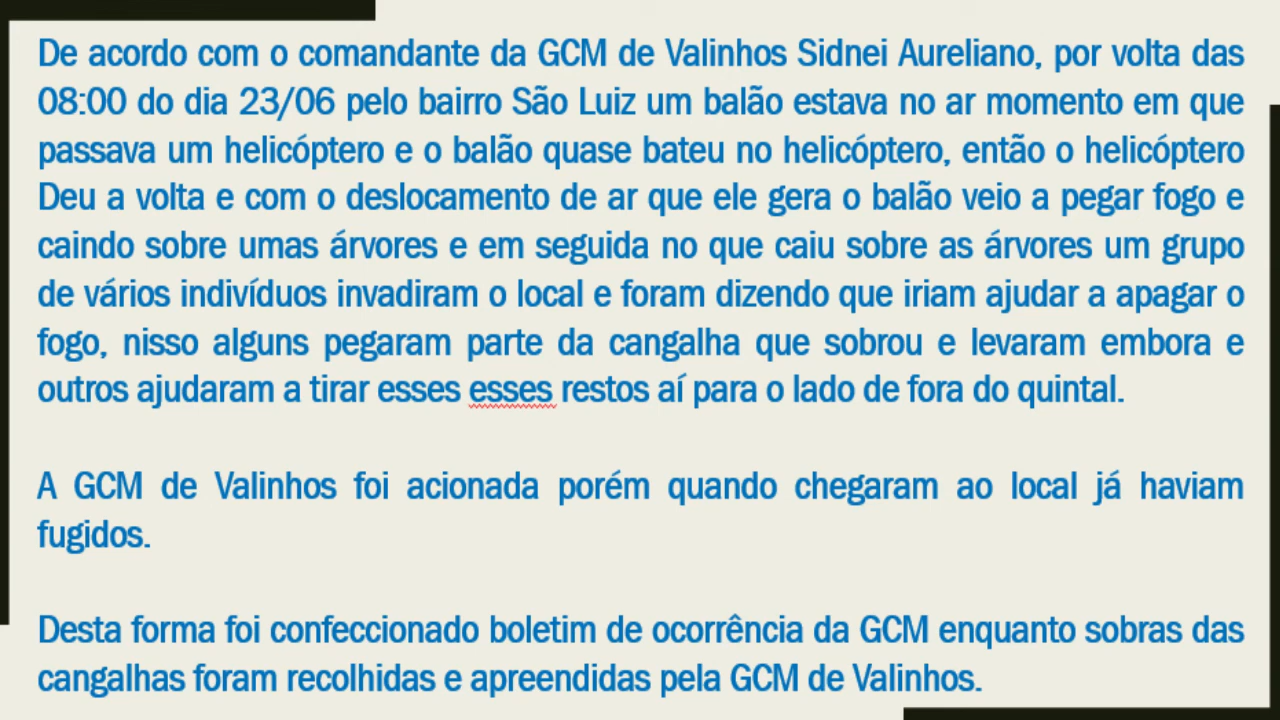 De acordo com o comandante da GCM de Valinhos Sidnei Aureliano, por volta das
08:00 do dia 23/06 pelo bairro São Luiz um balão estava no ar momento em que
passava um helicóptero e o balão quase bateu no helicóptero, então o helicóptero
Deu a volta e com o deslocamento de ar que ele gera o balão veio a pegar fogo e
caindo sobre umas árvores e em seguida no que caiu sobre as árvores um grupo
de vários indivíduos invadiram o local e foram dizendo que iriam ajudar a apagar o
fogo, nisso alguns pegaram parte da cangalha que sobrou e levaram embora e
outros ajudaram a tirar esses esses restos aí para o lado de fora do quintal.
A GCM de Valinhos foi acionada porém quando chegaram ao local já haviam
fugidos.
Desta forma foi confeccionado boletim de ocorrência da GCM enquanto sobras das
cangalhas foram recolhidas e apreendidas pela GCM de Valinhos.